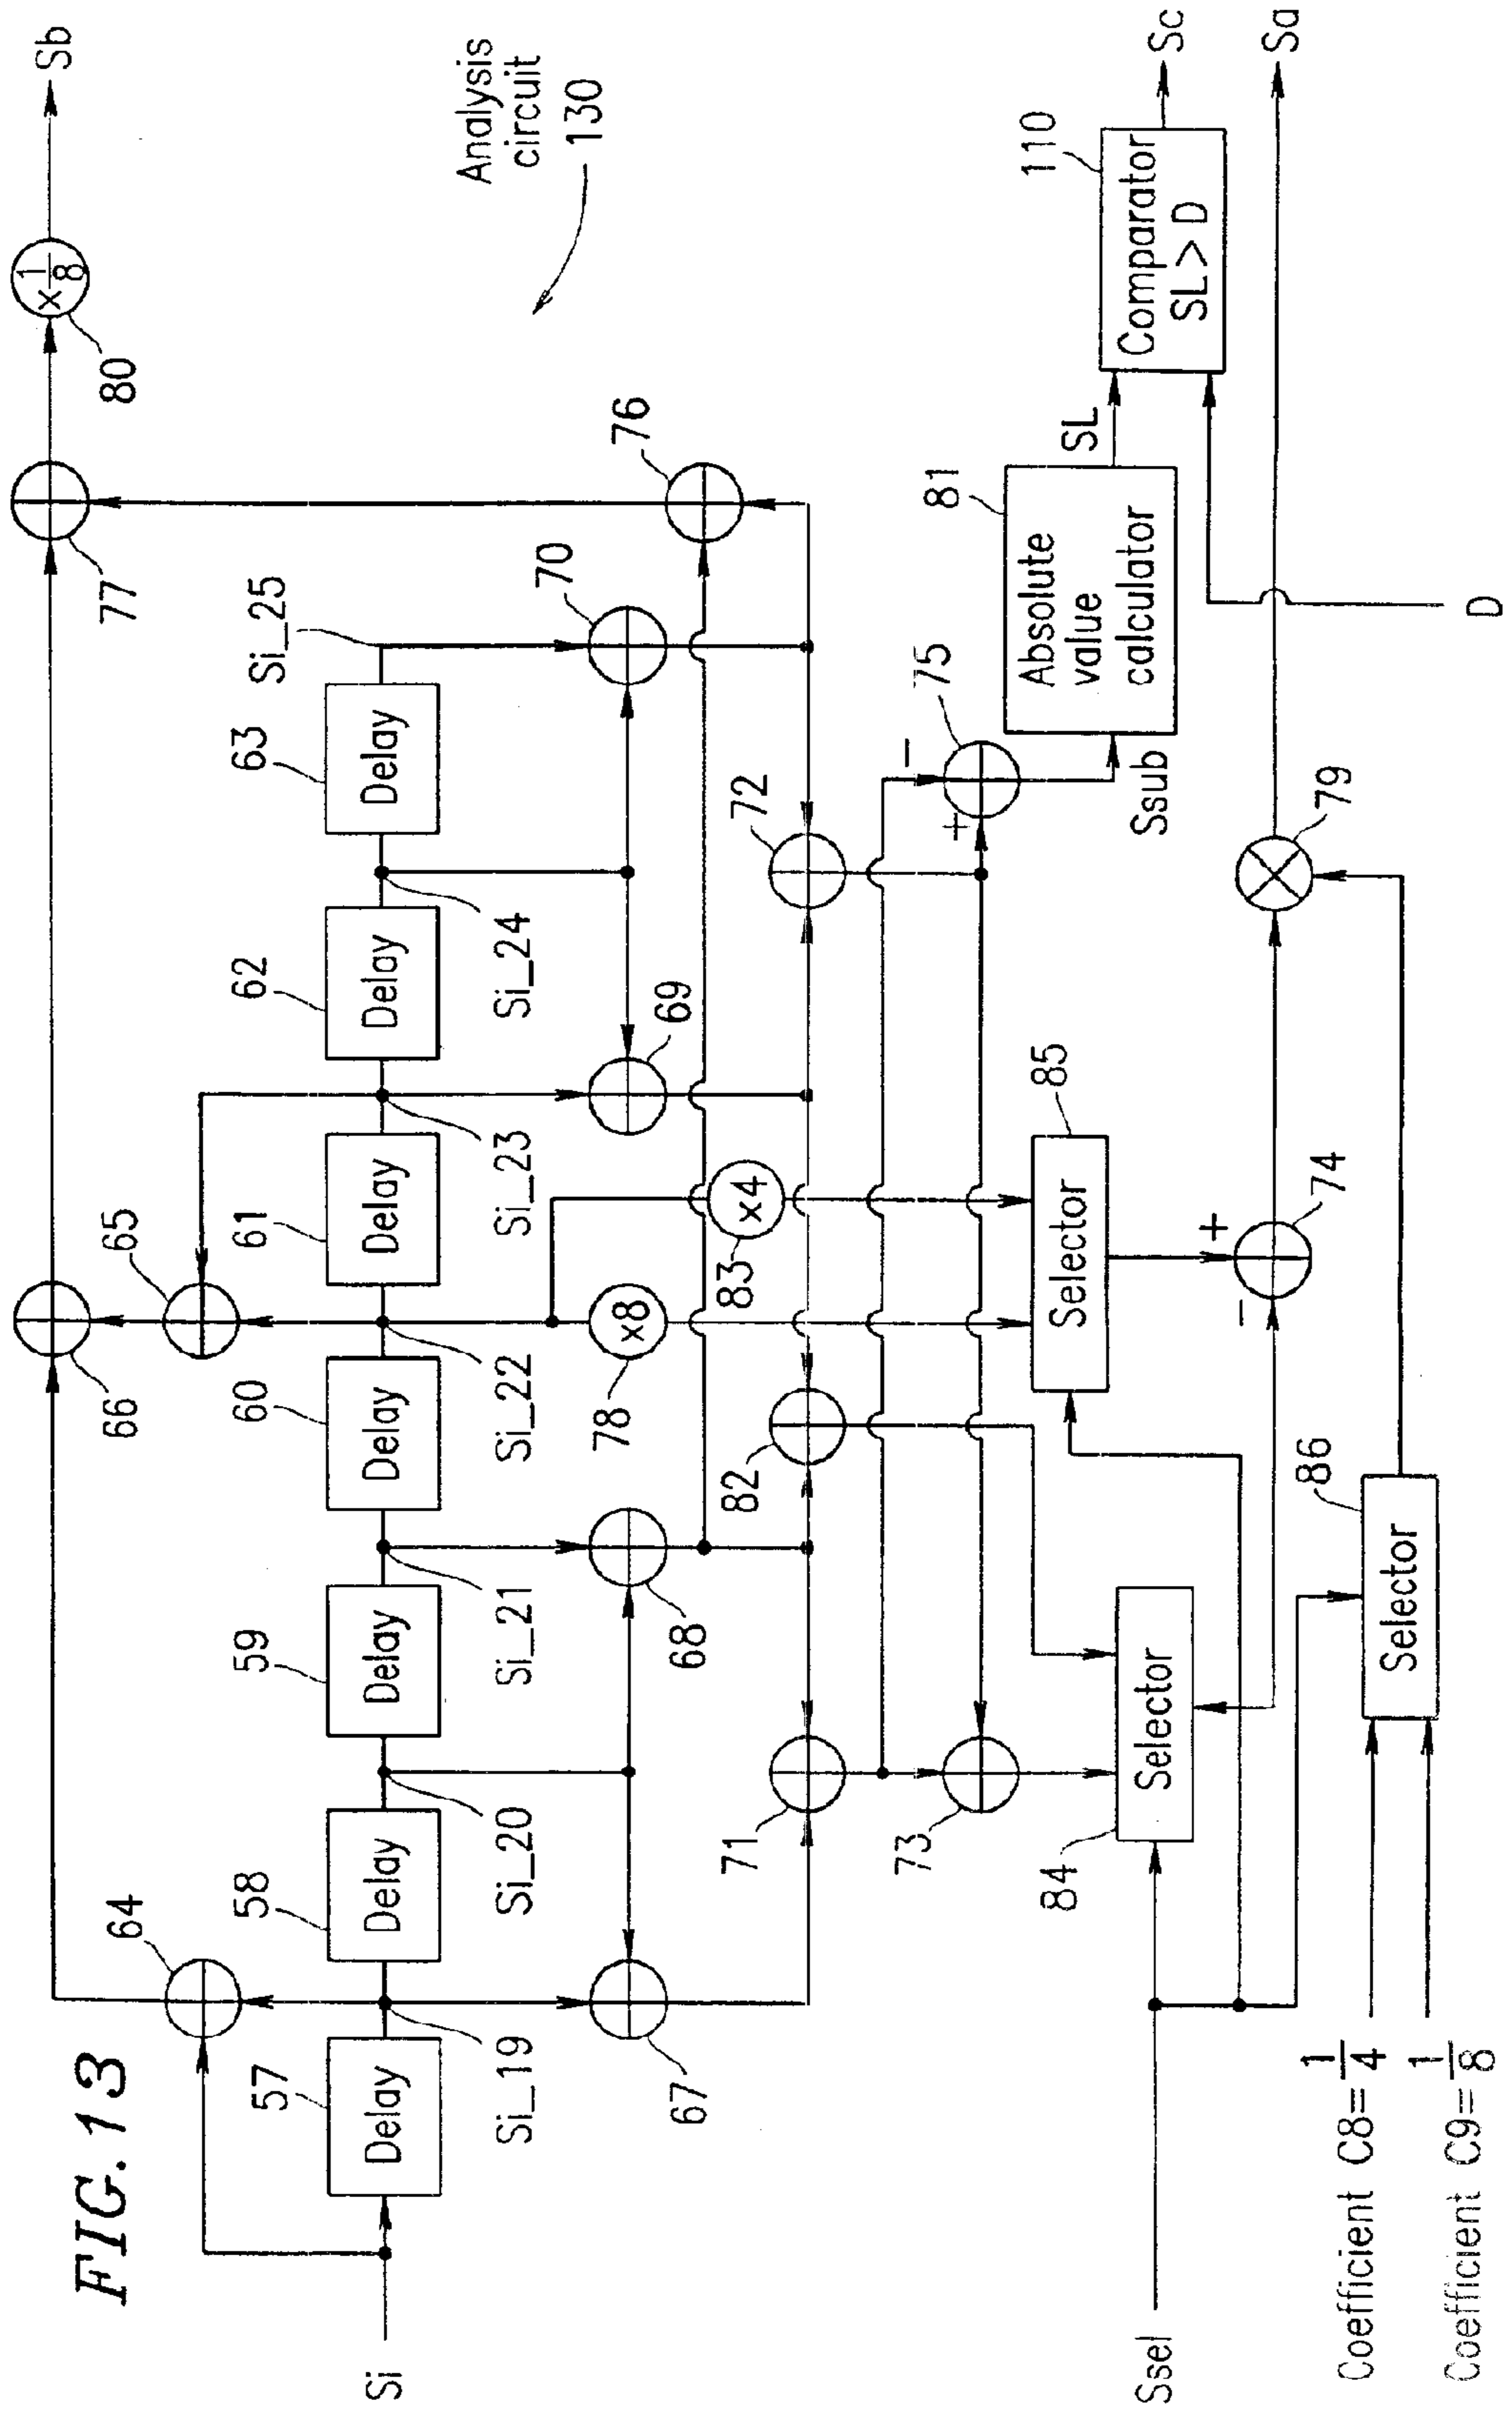 FIG. 13
Analysis
circuit
130
Sb
x 1/8
80
77
66
65
64
57
Delay
58
Delay
59
Delay
60
Delay
61
Delay
62
Delay
63
Delay
Si
Si_19
Si_20
Si_21
Si_22
Si_23
Si_24
Si_25
67
68
69
70
76
x8
78
x4
83
71
82
72
73
75
+
−
Ssub
81
Absolute
value
calculator
SL
110
Comparator
SL > D
Sc
D
84
Selector
85
Selector
74
+
−
79
Sa
86
Selector
Ssel
Coefficient C8= 1/4
Coefficient C9= 1/8